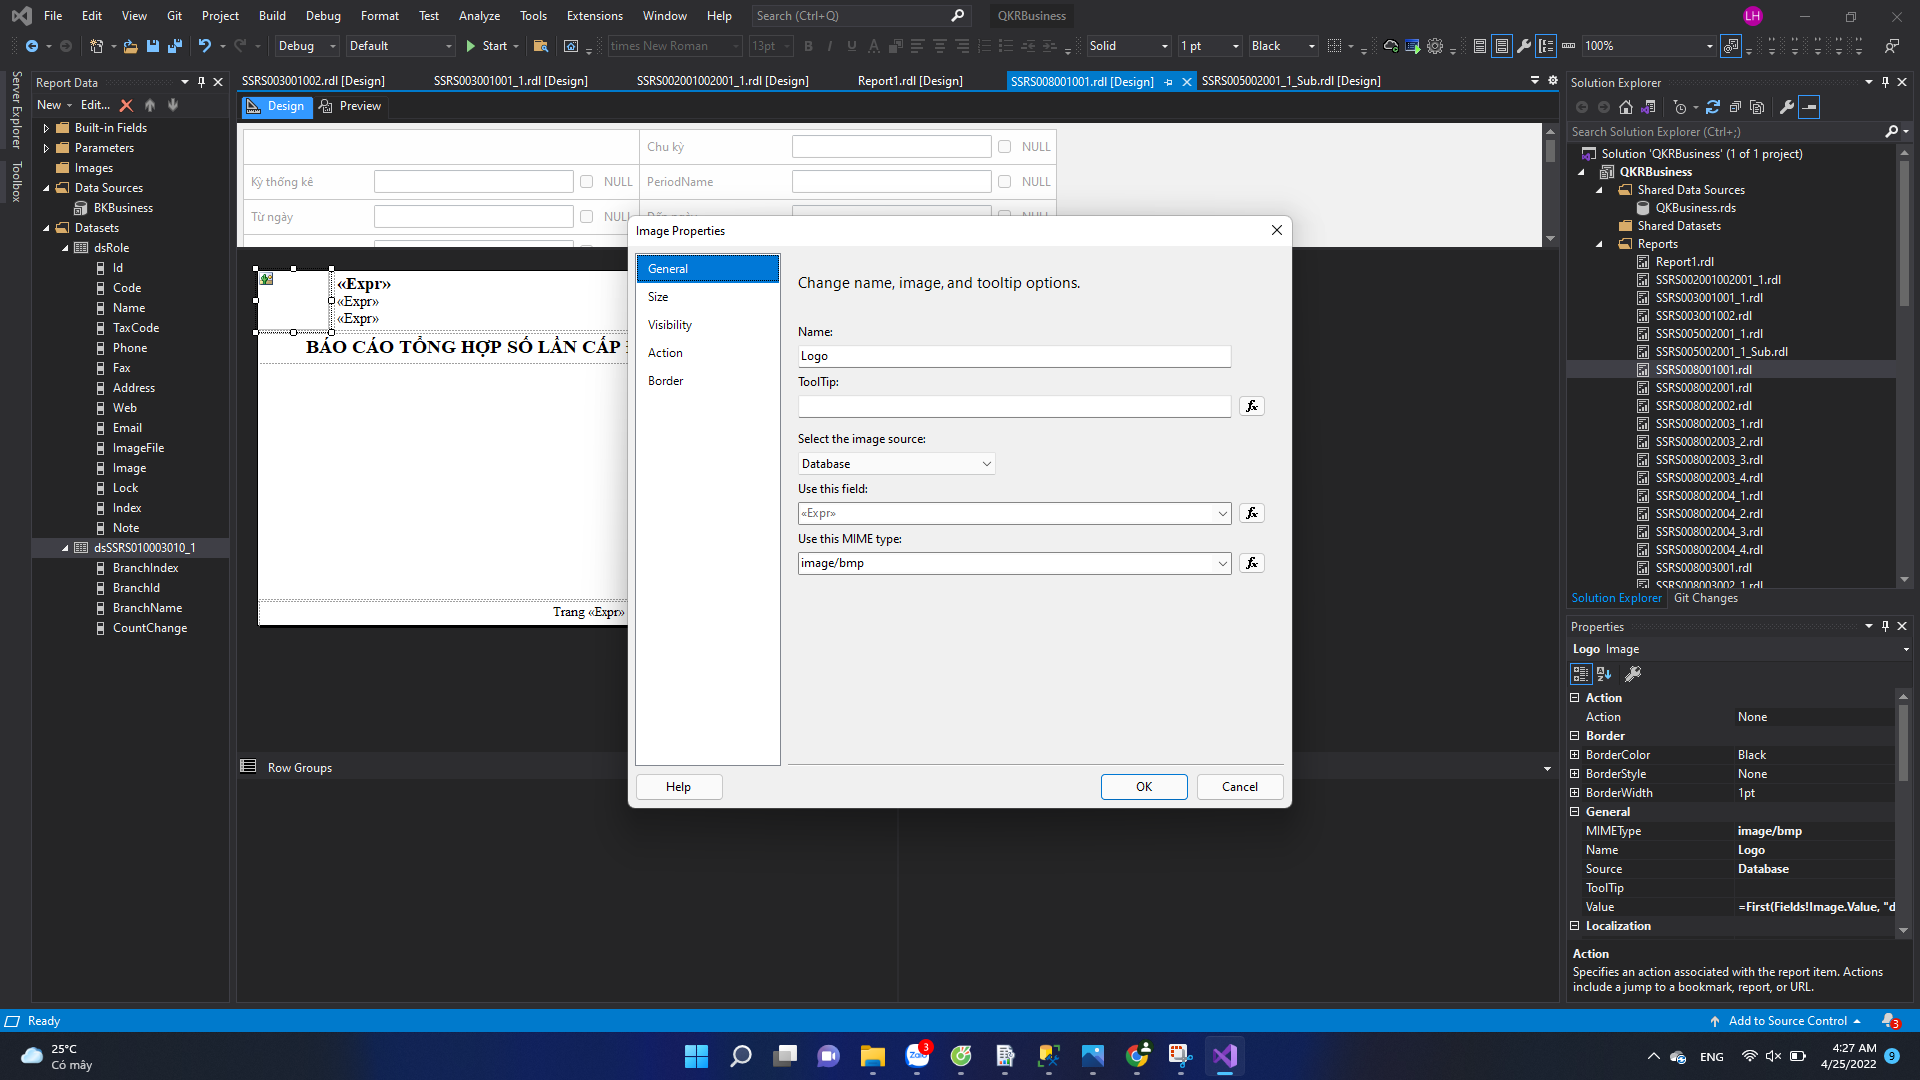 File Edit View Git Project Build Debug Format Test Analyze Tools Extensions Window Help Search (Ctrl+Q) QKRBusiness LH
Debug Default Start times New Roman 13pt Solid 1 pt Black 100%
Server Explorer
Toolbox
Report Data
New Edit...
Built-in Fields
Parameters
Images
Data Sources
BKBusiness
Datasets
dsRole
Id
Code
Name
TaxCode
Phone
Fax
Address
Web
Email
ImageFile
Image
Lock
Index
Note
dsSSRS010003010_1
BranchIndex
BranchId
BranchName
CountChange
SSRS003001002.rdl [Design] SSRS003001001_1.rdl [Design] SSRS002001002001_1.rdl [Design] Report1.rdl [Design] SSRS008001001.rdl [Design] SSRS005002001_1_Sub.rdl [Design]
Design Preview
Chu kỳ NULL
Kỳ thống kê NULL PeriodName NULL
Từ ngày NULL
«Expr»
«Expr»
«Expr»
BÁO CÁO TỔNG HỢP SỐ LẦN CẤP
Trang «Expr»
Row Groups
Image Properties
General
Size
Visibility
Action
Border
Change name, image, and tooltip options.
Name:
Logo
ToolTip:
fx
Select the image source:
Database
Use this field:
«Expr»
fx
Use this MIME type:
image/bmp
fx
Help OK Cancel
Solution Explorer
Search Solution Explorer (Ctrl+;)
Solution 'QKRBusiness' (1 of 1 project)
QKRBusiness
Shared Data Sources
QKBusiness.rds
Shared Datasets
Reports
Report1.rdl
SSRS002001002001_1.rdl
SSRS003001001_1.rdl
SSRS003001002.rdl
SSRS005002001_1.rdl
SSRS005002001_1_Sub.rdl
SSRS008001001.rdl
SSRS008002001.rdl
SSRS008002002.rdl
SSRS008002003_1.rdl
SSRS008002003_2.rdl
SSRS008002003_3.rdl
SSRS008002003_4.rdl
SSRS008002004_1.rdl
SSRS008002004_2.rdl
SSRS008002004_3.rdl
SSRS008002004_4.rdl
SSRS008003001.rdl
SSRS008003002_1.rdl
Solution Explorer Git Changes
Properties
Logo Image
Action
Action None
Border
BorderColor Black
BorderStyle None
BorderWidth 1pt
General
MIMEType image/bmp
Name Logo
Source Database
ToolTip
Value =First(Fields!Image.Value, "d
Localization
Action
Specifies an action associated with the report item. Actions
include a jump to a bookmark, report, or URL.
Ready Add to Source Control 3
25°C
Có mây
Zalo 3
ENG
4:27 AM
4/25/2022
9